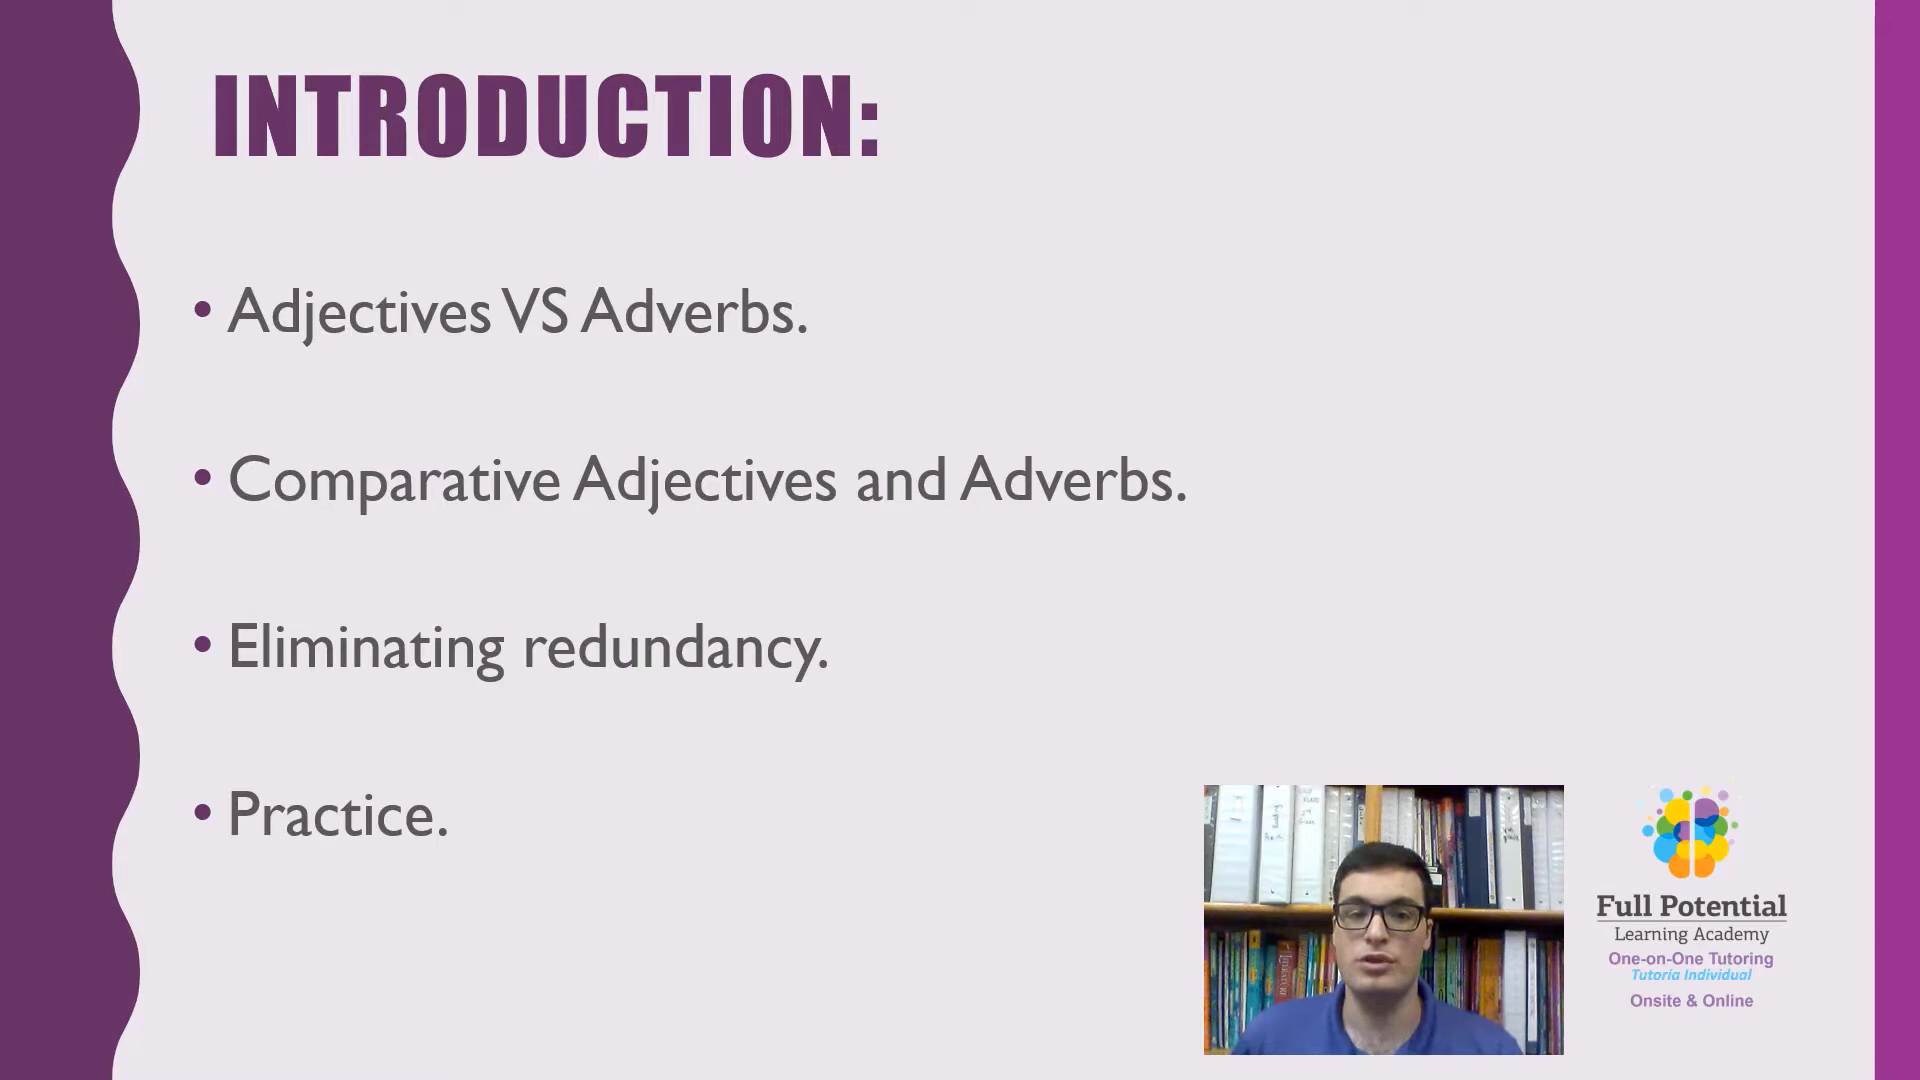 INTRODUCTION:
• Adjectives VS Adverbs.
• Comparative Adjectives and Adverbs.
• Eliminating redundancy.
• Practice.
Full Potential
Learning Academy
One-on-One Tutoring
Tutoría Individual
Onsite & Online